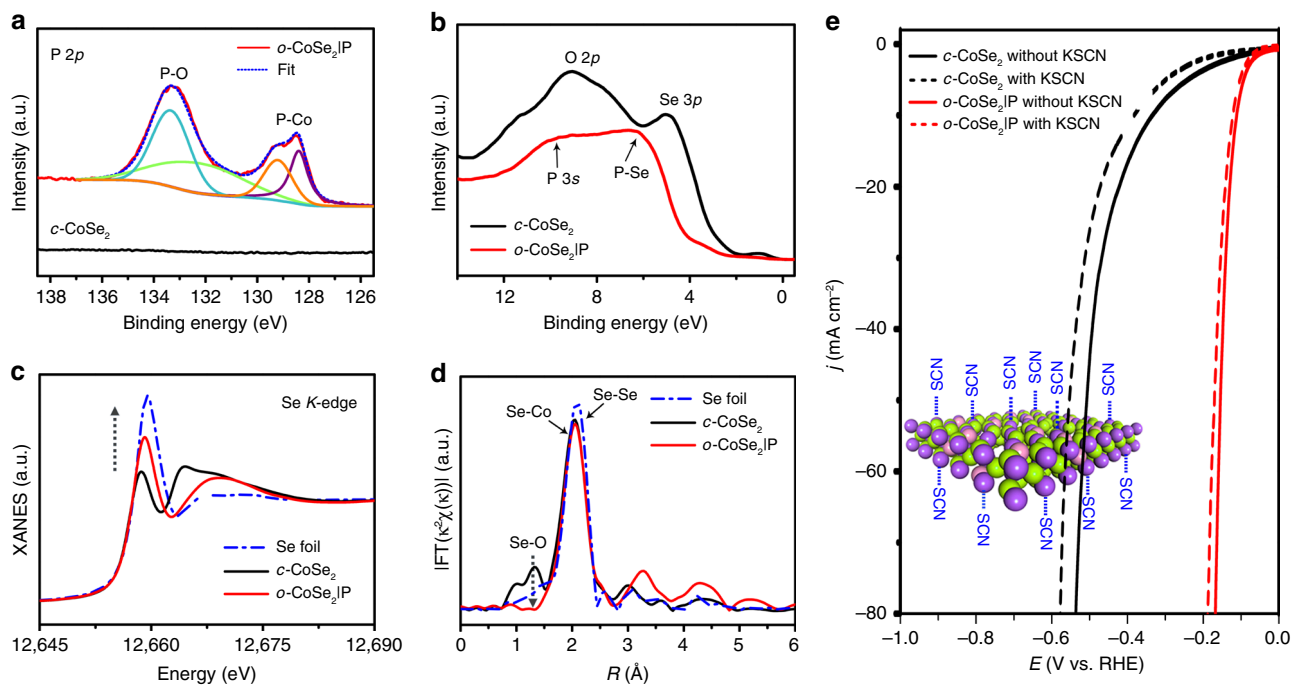 a
P 2p
o-CoSe₂|P
Fit
P-O
P-Co
c-CoSe₂
Intensity (a.u.)
138 136 134 132 130 128 126
Binding energy (eV)
b
O 2p
Se 3p
P 3s
P-Se
c-CoSe₂
o-CoSe₂|P
Intensity (a.u.)
12 8 4 0
Binding energy (eV)
c
Se K-edge
Se foil
c-CoSe₂
o-CoSe₂|P
XANES (a.u.)
12,645 12,660 12,675 12,690
Energy (eV)
d
Se-Se
Se-Co
Se-O
Se foil
c-CoSe₂
o-CoSe₂|P
|FT(κ²χ(κ))| (a.u.)
0 1 2 3 4 5 6
R (Å)
e
c-CoSe₂ without KSCN
c-CoSe₂ with KSCN
o-CoSe₂|P without KSCN
o-CoSe₂|P with KSCN
0
−20
−40
−60
−80
j (mA cm⁻²)
SCN
SCN
SCN
SCN
SCN
SCN
SCN
SCN
SCN
SCN
SCN
−1.0 −0.8 −0.6 −0.4 −0.2 0.0
E (V vs. RHE)